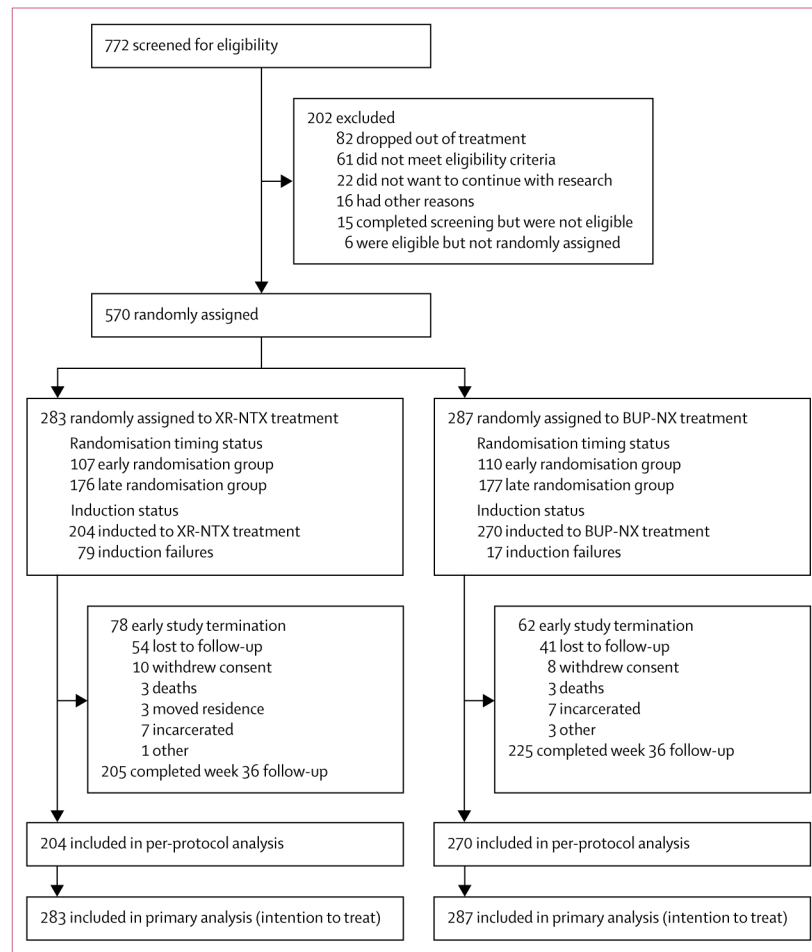 772 screened for eligibility
202 excluded
82 dropped out of treatment
61 did not meet eligibility criteria
22 did not want to continue with research
16 had other reasons
15 completed screening but were not eligible
6 were eligible but not randomly assigned
570 randomly assigned
283 randomly assigned to XR-NTX treatment
Randomisation timing status
107 early randomisation group
176 late randomisation group
Induction status
204 inducted to XR-NTX treatment
79 induction failures
287 randomly assigned to BUP-NX treatment
Randomisation timing status
110 early randomisation group
177 late randomisation group
Induction status
270 inducted to BUP-NX treatment
17 induction failures
78 early study termination
54 lost to follow-up
10 withdrew consent
3 deaths
3 moved residence
7 incarcerated
1 other
205 completed week 36 follow-up
62 early study termination
41 lost to follow-up
8 withdrew consent
3 deaths
7 incarcerated
3 other
225 completed week 36 follow-up
204 included in per-protocol analysis
270 included in per-protocol analysis
283 included in primary analysis (intention to treat)
287 included in primary analysis (intention to treat)